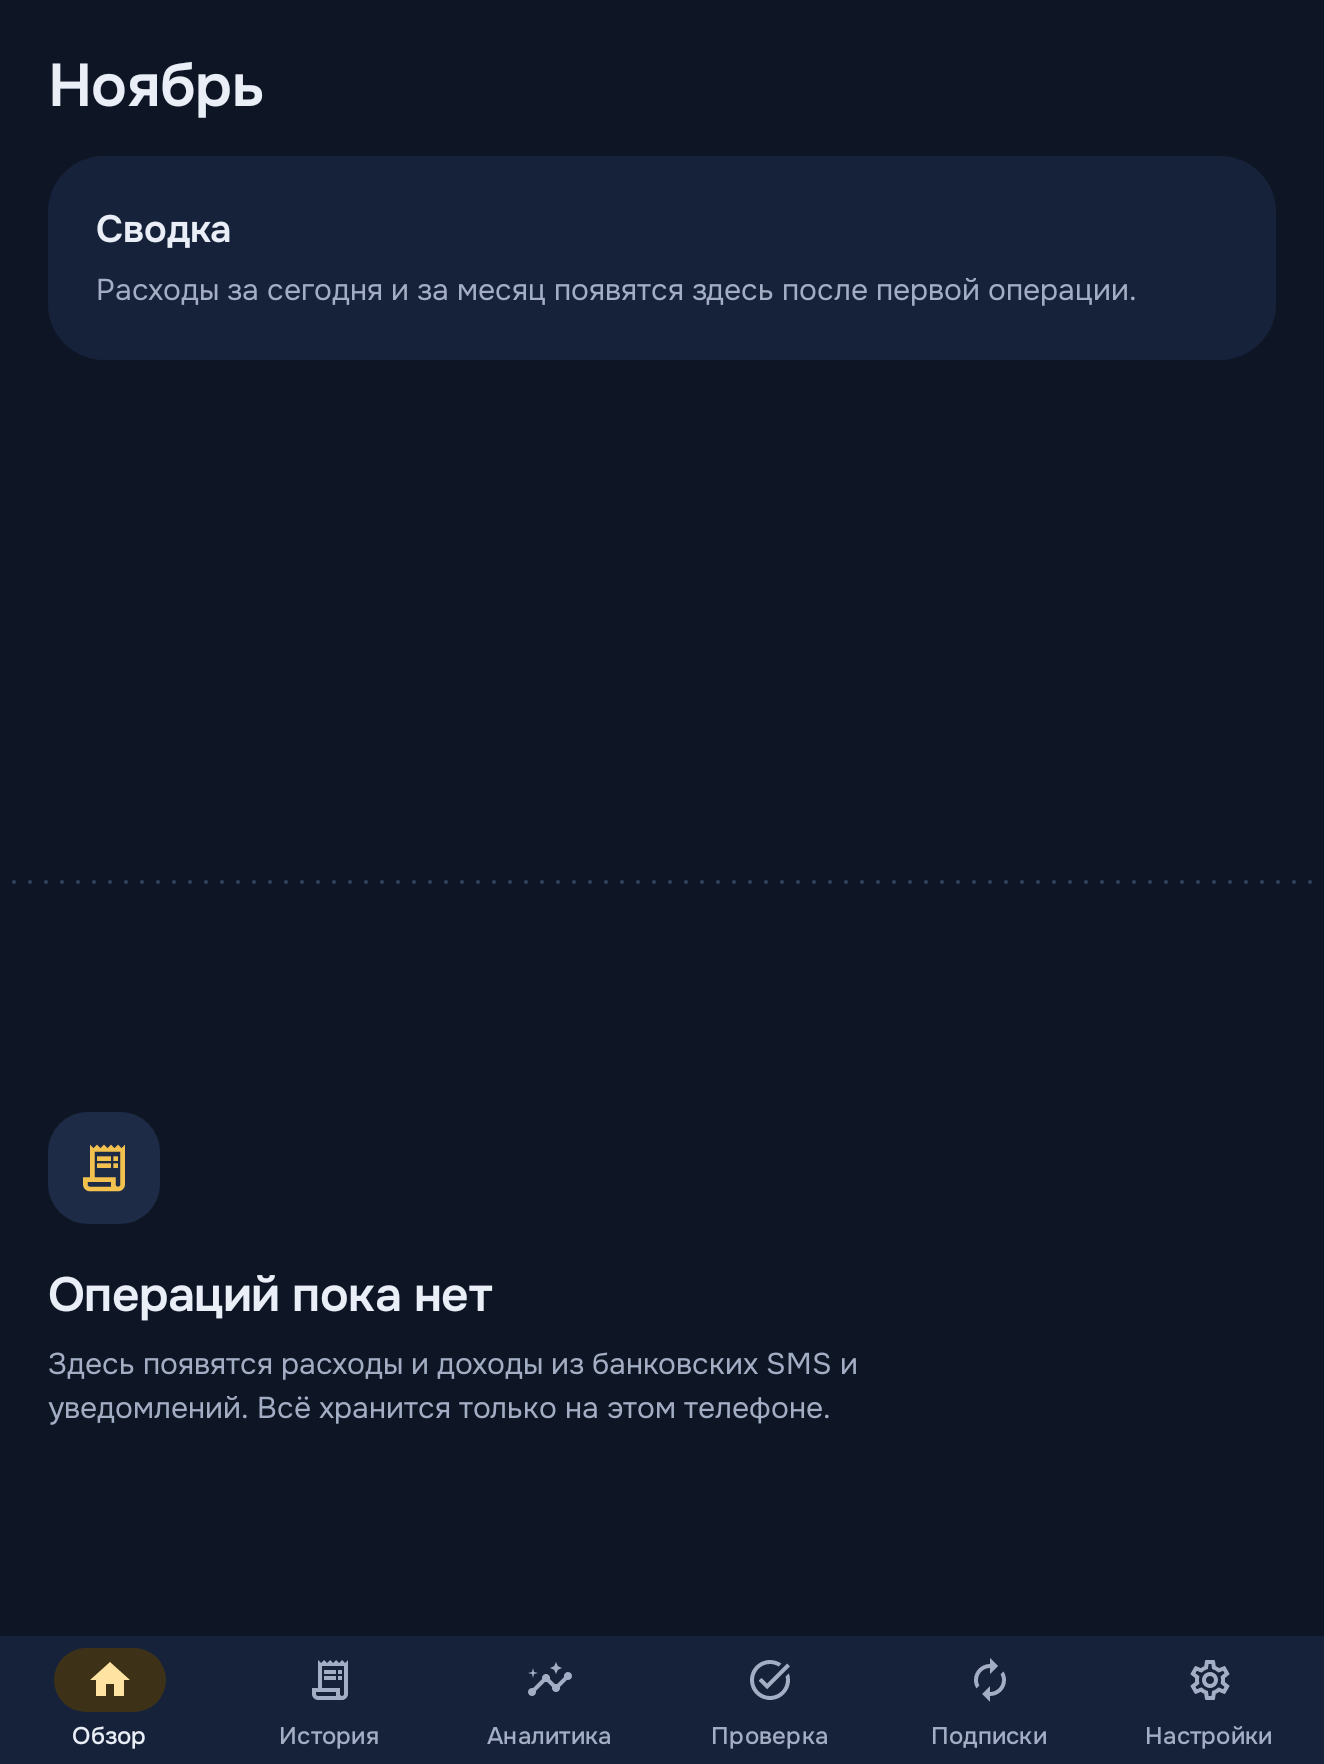 Ноябрь
Сводка
Расходы за сегодня и за месяц появятся здесь после первой операции.
Операций пока нет
Здесь появятся расходы и доходы из банковских SMS и
уведомлений. Всё хранится только на этом телефоне.
Обзор
История
Аналитика
Проверка
Подписки
Настройки